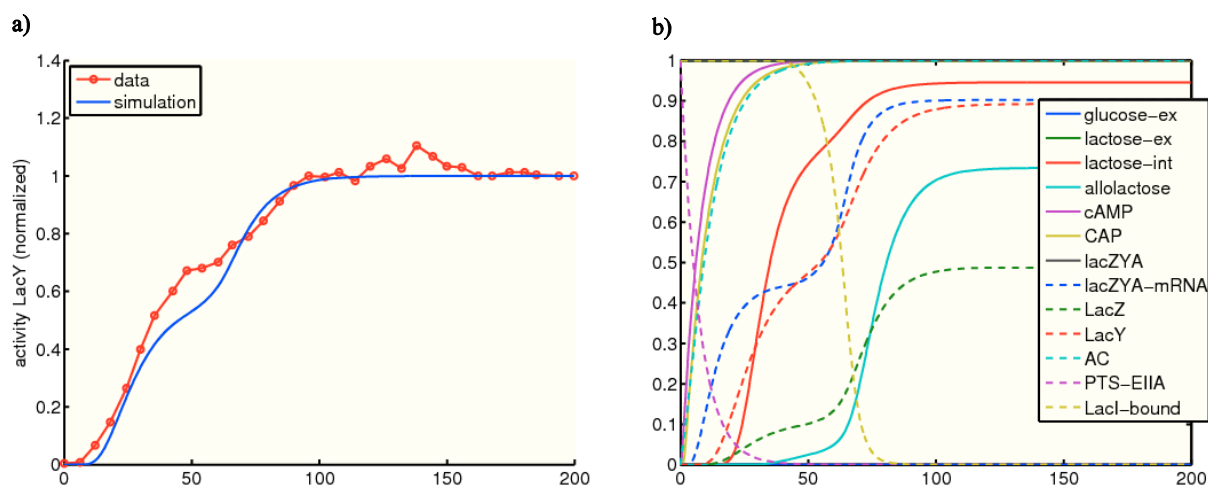 a)
b)
data
simulation
activity LacY (normalized)
1.4
1.2
1
0.8
0.6
0.4
0.2
0
0
50
100
150
200
1
0.9
0.8
0.7
0.6
0.5
0.4
0.3
0.2
0.1
0
0
50
100
150
200
glucose-ex
lactose-ex
lactose-int
allolactose
cAMP
CAP
lacZYA
lacZYA-mRNA
LacZ
LacY
AC
PTS-EIIA
LacI-bound